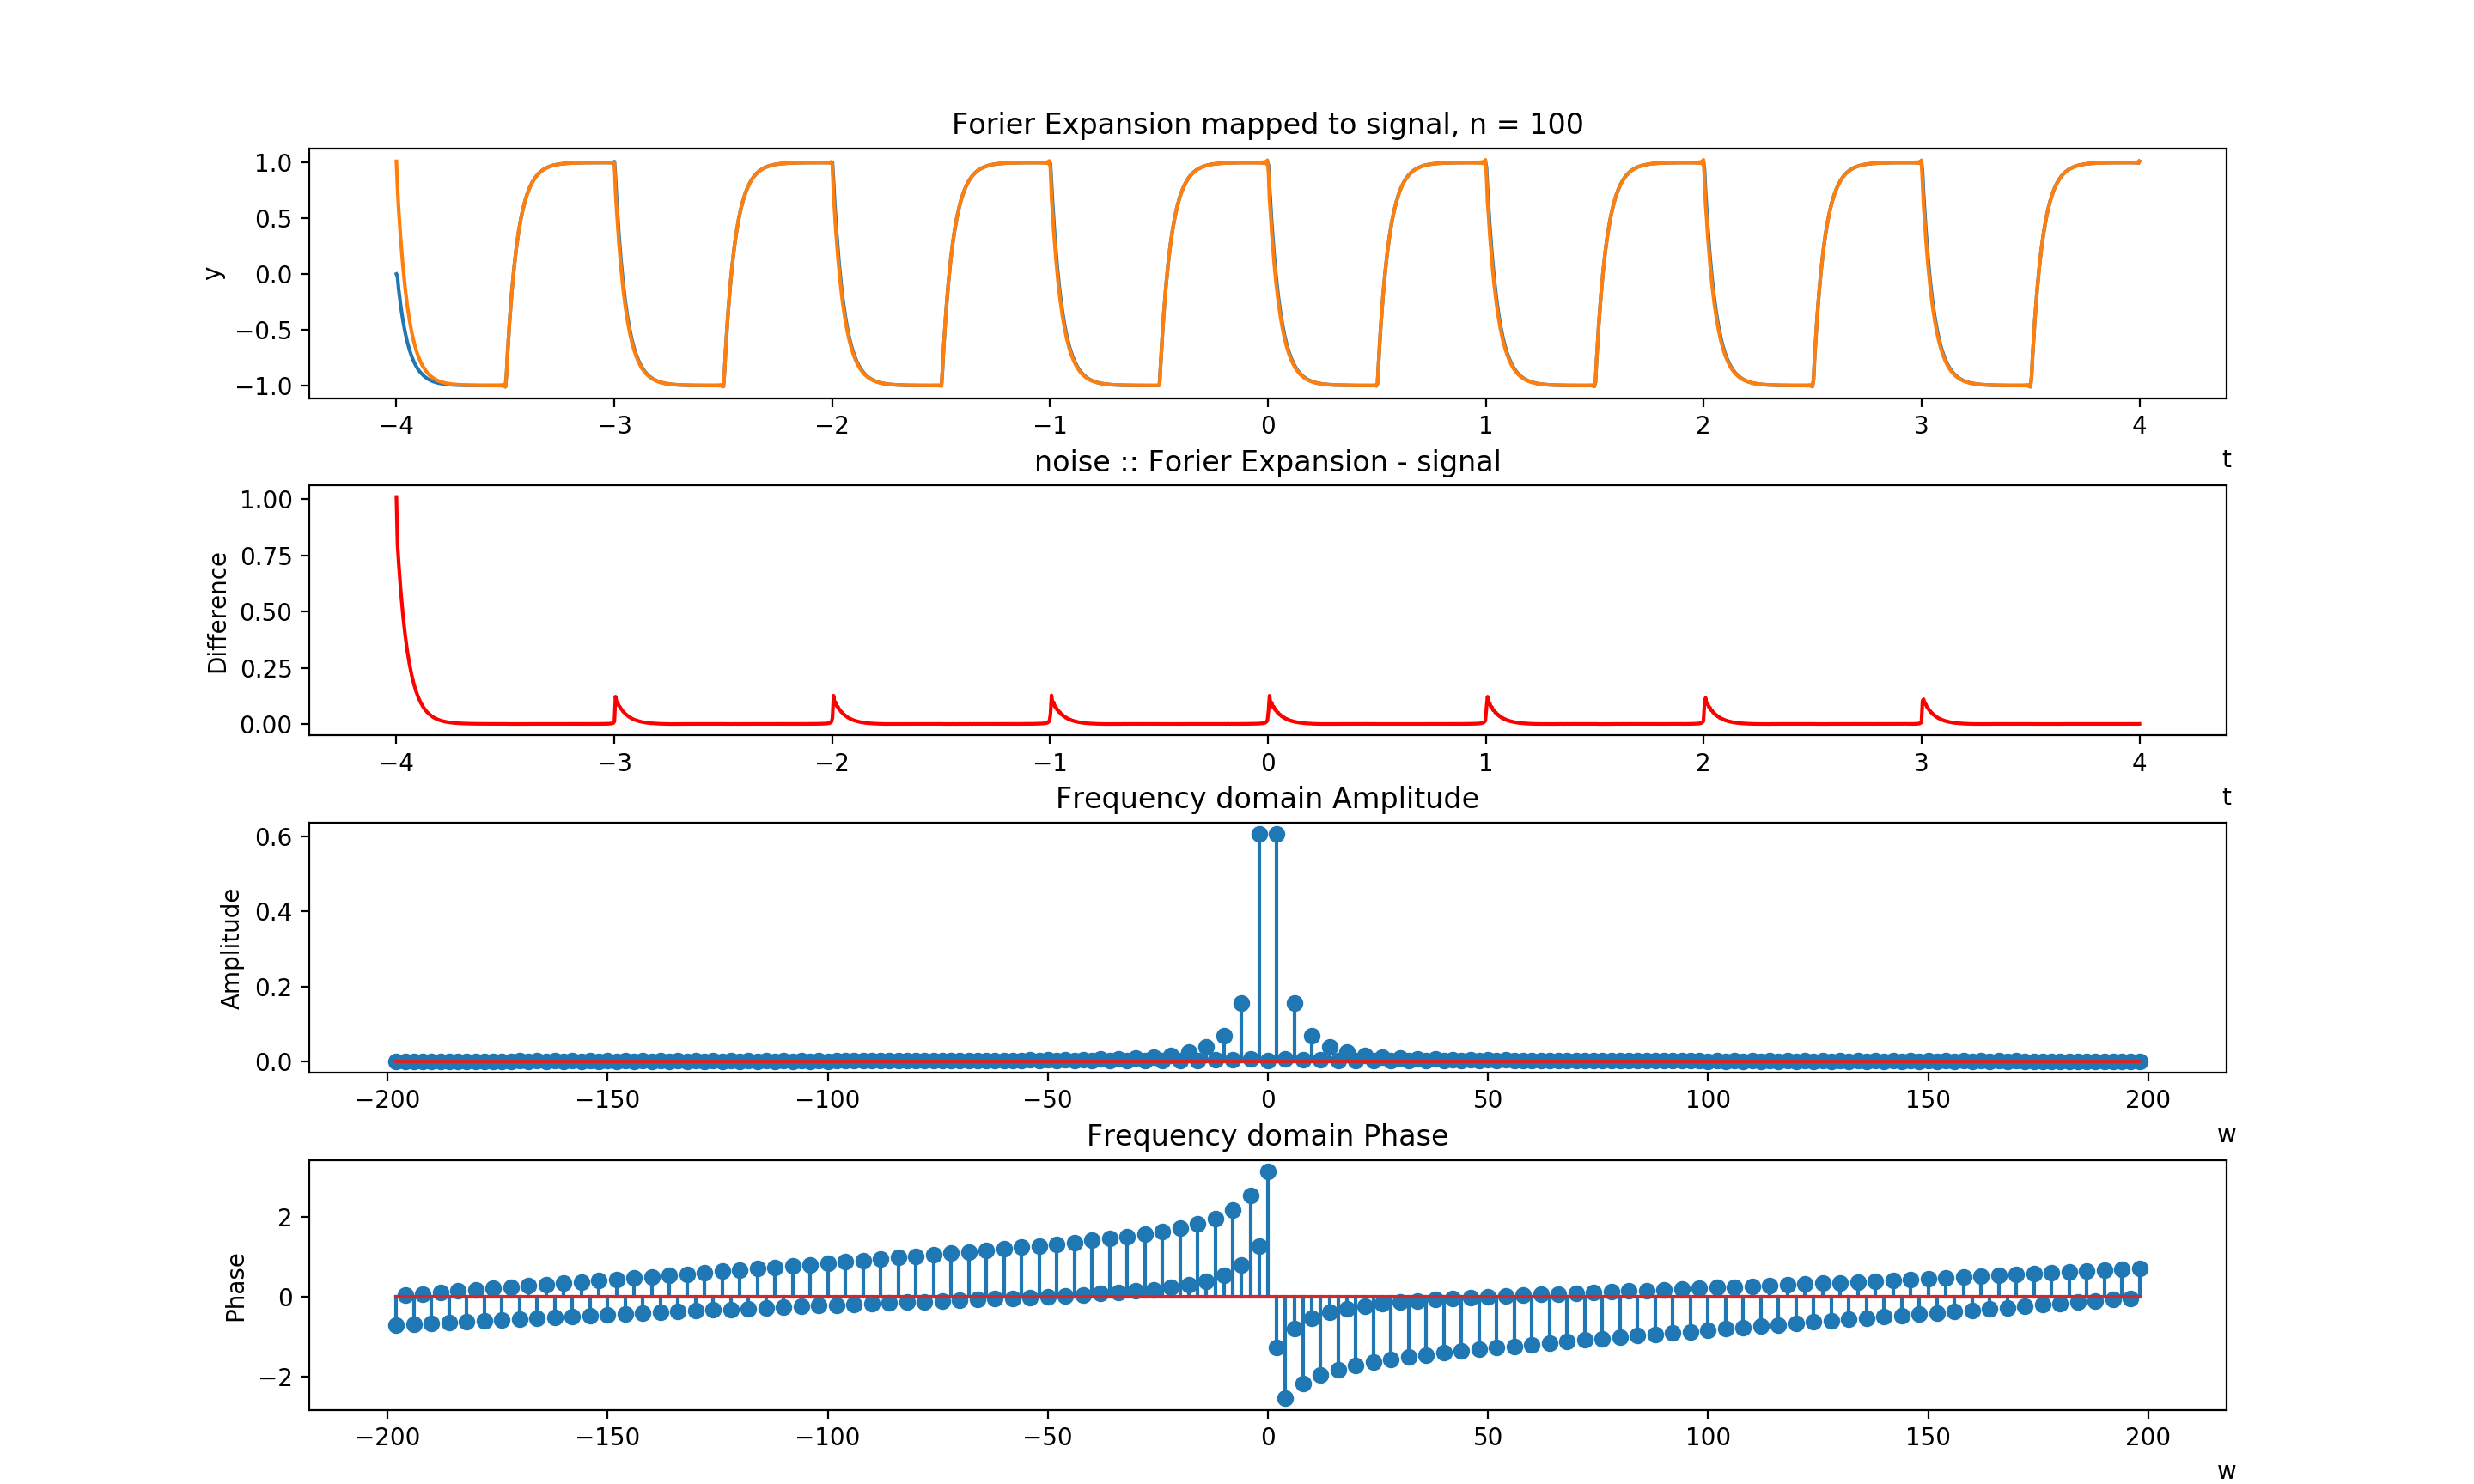 Forier Expansion mapped to signal, n = 100
1.0
0.5
0.0
−0.5
−1.0
y
−4 −3 −2 −1 0 1 2 3 4
t
noise :: Forier Expansion - signal
1.00
0.75
0.50
0.25
0.00
Difference
−4 −3 −2 −1 0 1 2 3 4
t
Frequency domain Amplitude
0.6
0.4
0.2
0.0
Amplitude
−200 −150 −100 −50 0 50 100 150 200
w
Frequency domain Phase
2
0
−2
Phase
−200 −150 −100 −50 0 50 100 150 200
w